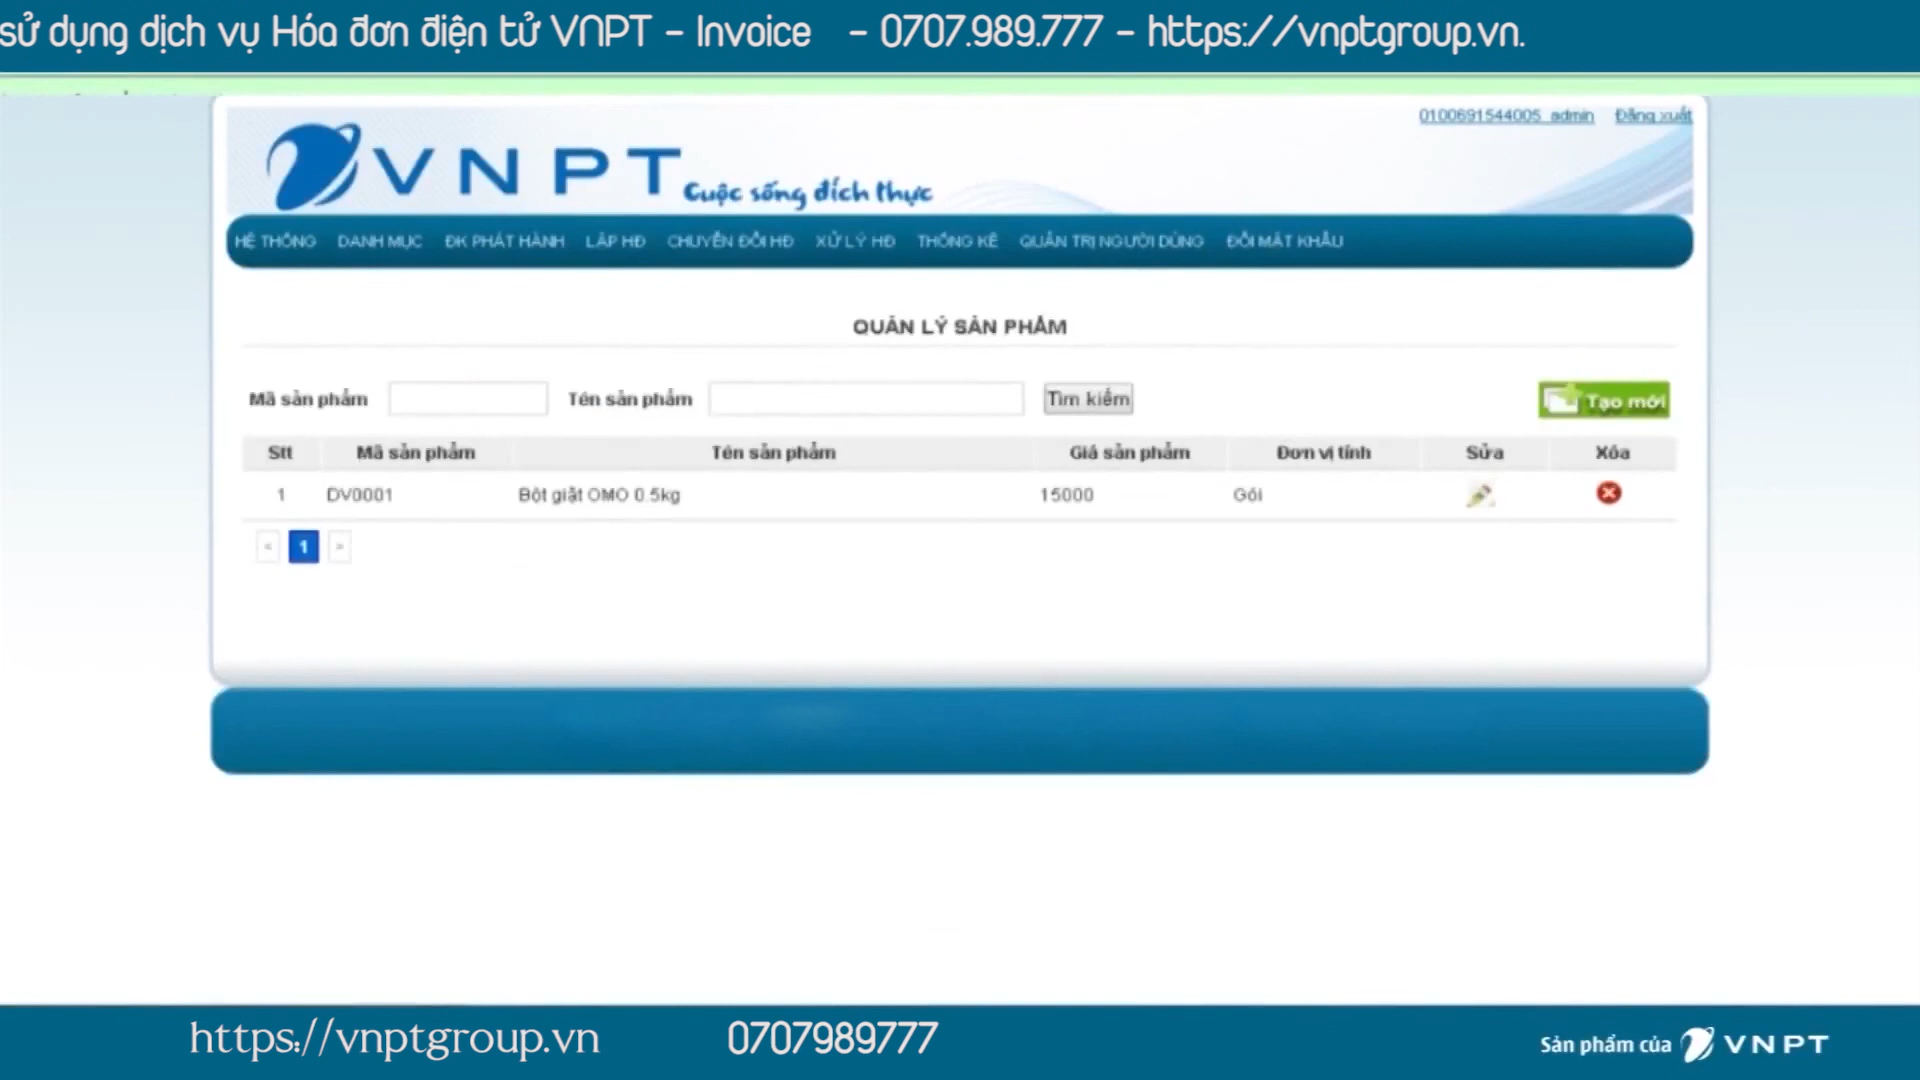 sử dụng dịch vụ Hóa đơn điện tử VNPT - Invoice - 0707.989.777 - https://vnptgroup.vn.
0100691544005_admin Đăng xuất
VNPT Cuộc sống đích thực
HỆ THỐNG DANH MỤC ĐK PHÁT HÀNH LẬP HĐ CHUYỂN ĐỔI HĐ XỬ LÝ HĐ THỐNG KÊ QUẢN TRỊ NGƯỜI DÙNG ĐỔI MẬT KHẨU
QUẢN LÝ SẢN PHẨM
Mã sản phẩm Tên sản phẩm Tìm kiếm Tạo mới
Stt Mã sản phẩm Tên sản phẩm Giá sản phẩm Đơn vị tính Sửa Xóa
1 DV0001 Bột giặt OMO 0.5kg 15000 Gói
« 1 »
https://vnptgroup.vn 0707989777 Sản phẩm của VNPT